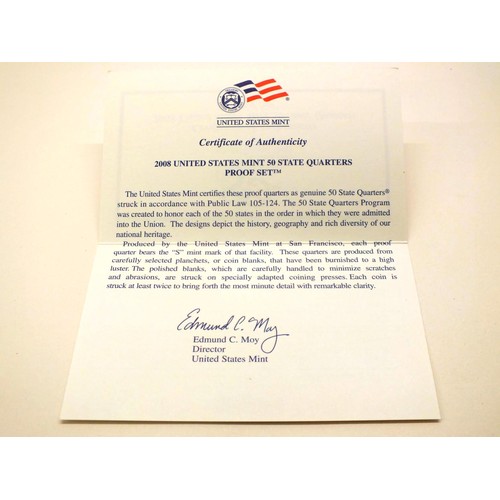 UNITED STATES MINT
Certificate of Authenticity
2008 UNITED STATES MINT 50 STATE QUARTERS
PROOF SET™
The United States Mint certifies these proof quarters as genuine 50 State Quarters®
struck in accordance with Public Law 105-124. The 50 State Quarters Program
was created to honor each of the 50 states in the order in which they were admitted
into the Union. The designs depict the history, geography and rich diversity of our
national heritage.
Produced by the United States Mint at San Francisco, each proof
quarter bears the “S” mint mark of that facility. These quarters are produced from
carefully selected planchets, or coin blanks, that have been burnished to a high
luster. The polished blanks, which are carefully handled to minimize scratches
and abrasions, are struck on specially adapted coining presses. Each coin is
struck at least twice to bring forth the most minute detail with remarkable clarity.
Edmund C. Moy
Edmund C. Moy
Director
United States Mint